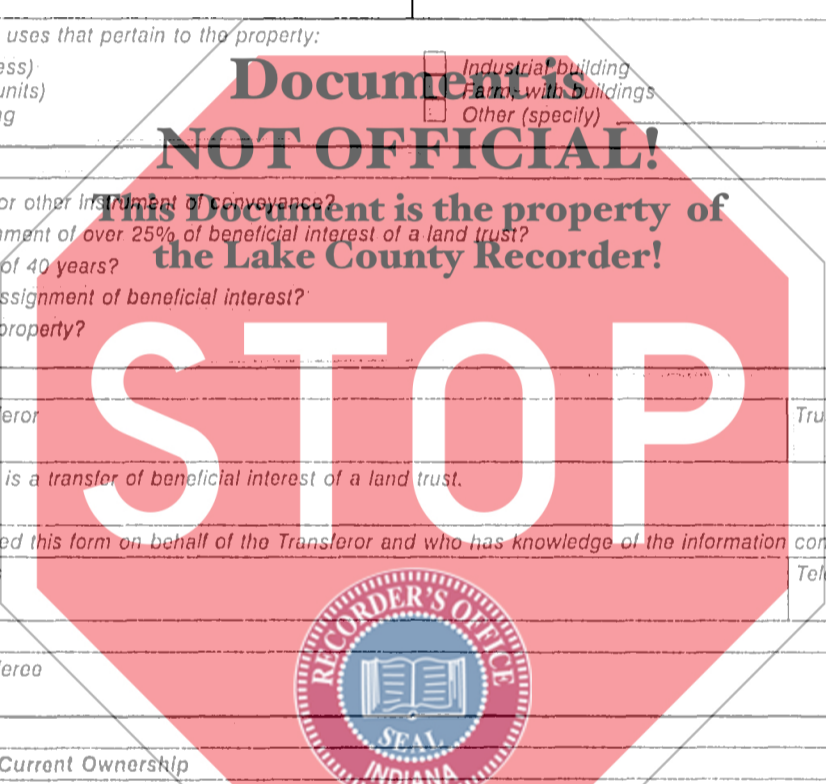 uses that pertain to the property:
ess)
Industrial building
units)
Farm, with buildings
ng
Other (specify)
Document is
NOT OFFICIAL!
This Document is the property of
the Lake County Recorder!
or other instrument of conveyance?
nment of over 25% of beneficial interest of a land trust?
of 40 years?
ssignment of beneficial interest?
property?
STOP
feror
Tru
is a transfer of beneficial interest of a land trust.
ed this form on behalf of the Transferor and who has knowledge of the information con
Tele
RECORDER'S OFFICE
SEAL
INDIANA
feree
Current Ownership